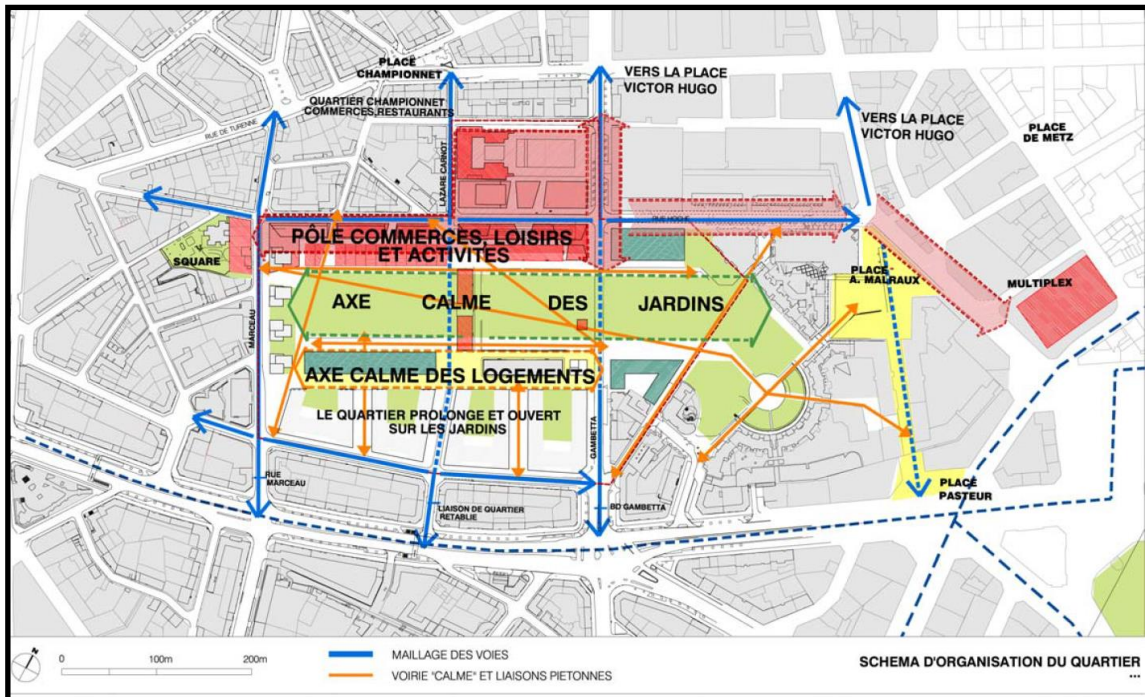 PLACE
CHAMPIONNET
QUARTIER CHAMPIONNET
COMMERCES,RESTAURANTS
RUE DE TURENNE
LAZARE CARNOT
VERS LA PLACE
VICTOR HUGO
VERS LA PLACE
VICTOR HUGO
PLACE
DE METZ
RUE HOCHE
PÔLE COMMERCES, LOISIRS
ET ACTIVITES
SQUARE
PLACE
A. MALRAUX
MULTIPLEX
AXE CALME DES JARDINS
MARCEAU
AXE CALME DES LOGEMENTS
LE QUARTIER PROLONGE ET OUVERT
SUR LES JARDINS
GAMBETTA
RUE
MARCEAU
LIAISON DE QUARTIER
RETABLIE
BD GAMBETTA
PLACE
PASTEUR
N
0 100m 200m
MAILLAGE DES VOIES
VOIRIE "CALME" ET LIAISONS PIETONNES
SCHEMA D'ORGANISATION DU QUARTIER
...